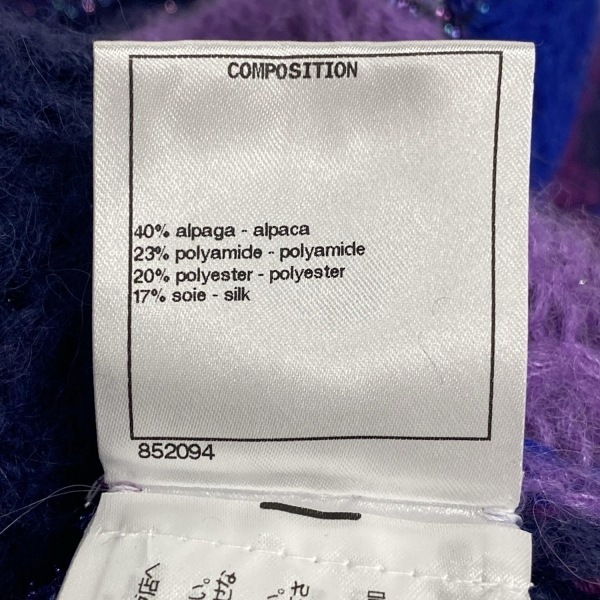 COMPOSITION
40% alpaga - alpaca
23% polyamide - polyamide
20% polyester - polyester
17% soie - silk
852094